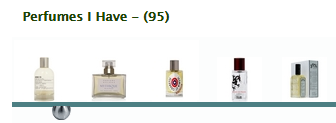 Perfumes I Have - (95)